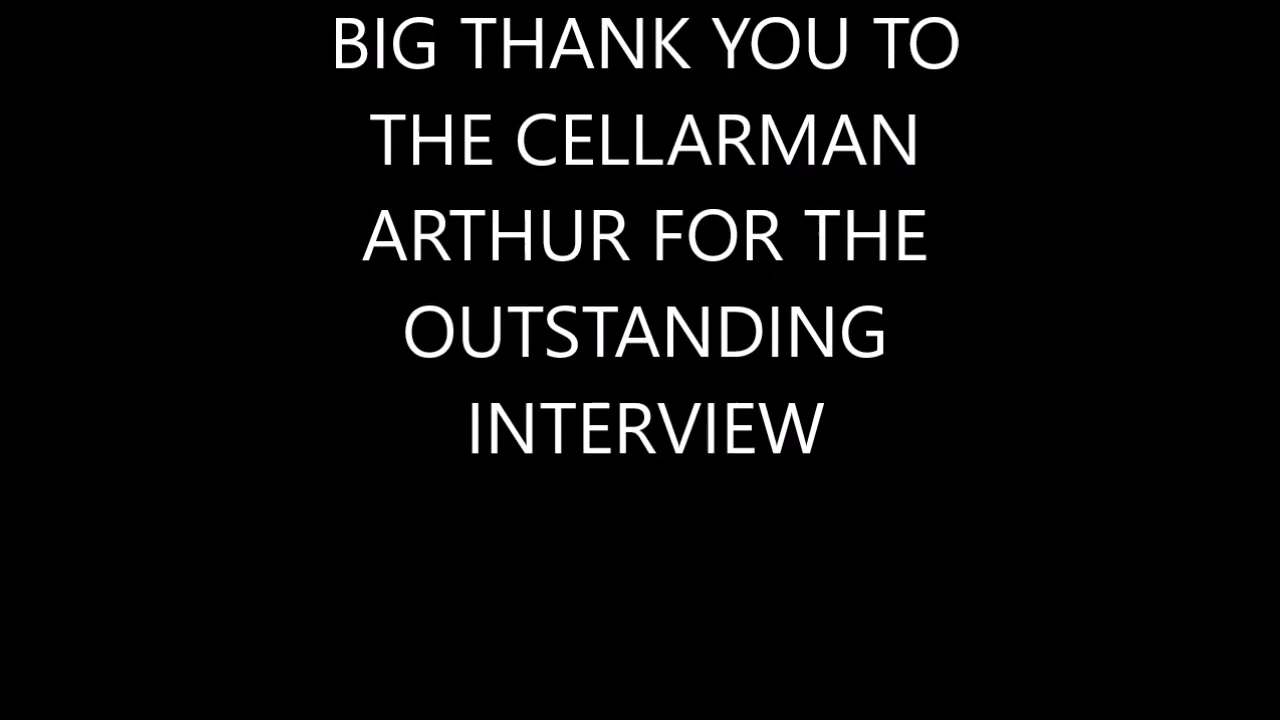 BIG THANK YOU TO
THE CELLARMAN
ARTHUR FOR THE
OUTSTANDING
INTERVIEW